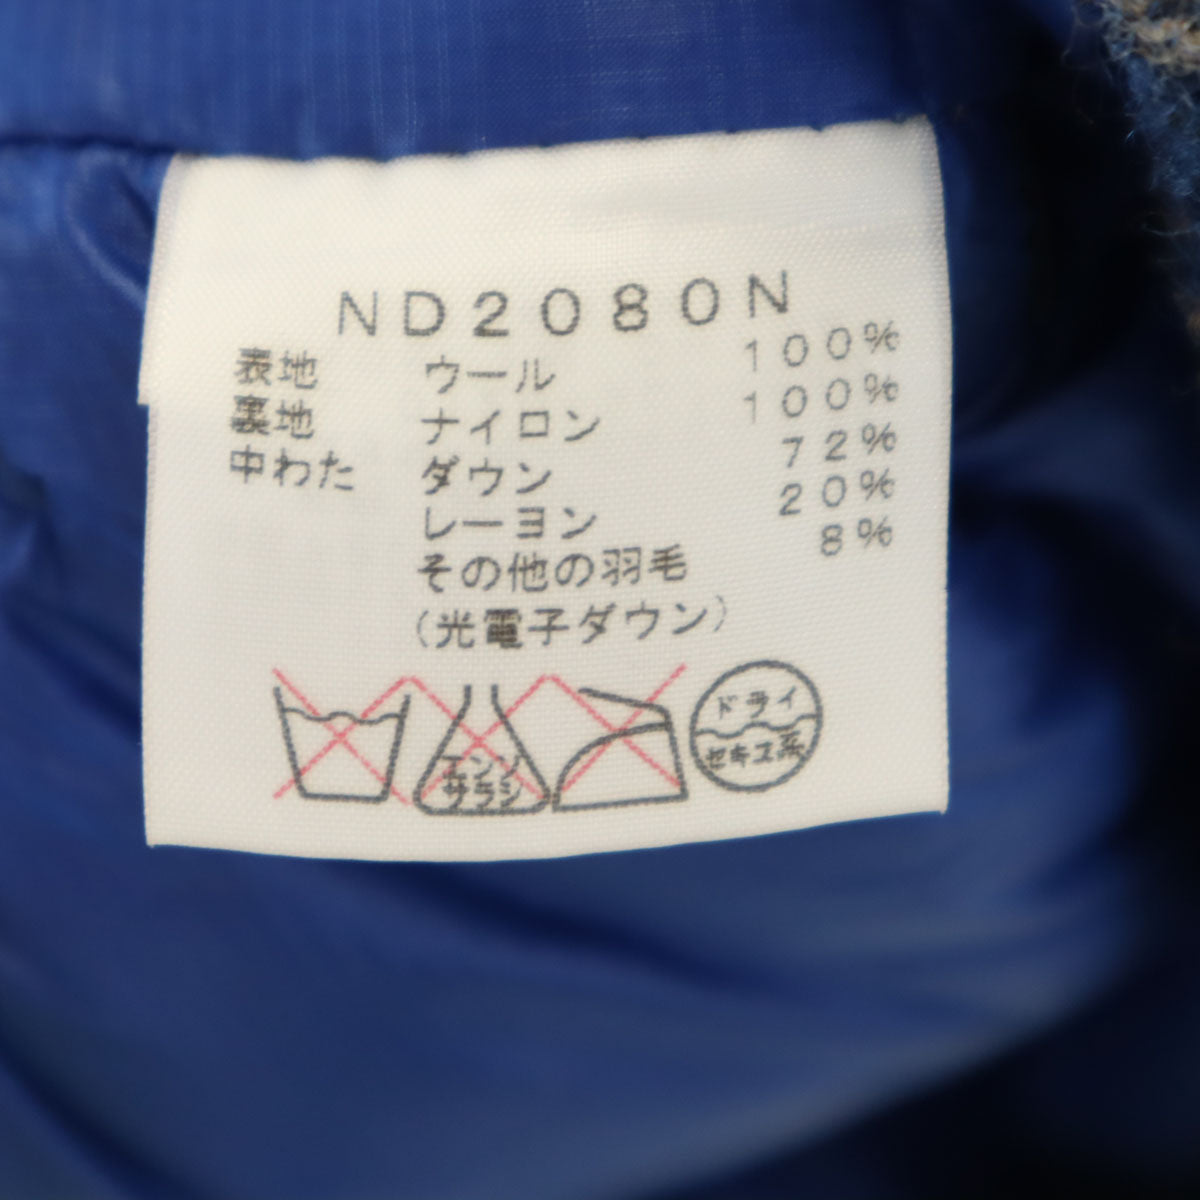 ND2080N
表地 ウール 100%
裏地 ナイロン 100%
中わた ダウン 72%
レーヨン 20%
その他の羽毛 8%
(光電子ダウン)
エンソ
サラシ
ドライ
セキユ系